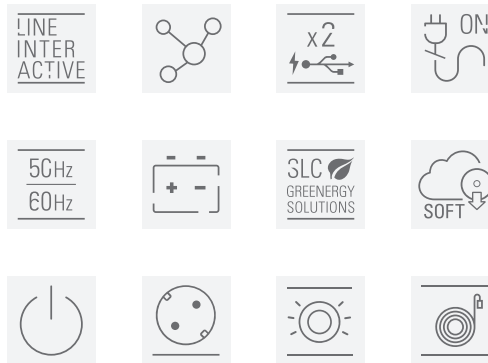 LINE
INTER
ACTIVE
x2
ON
50Hz
60Hz
SLC
GREENERGY
SOLUTIONS
SOFT